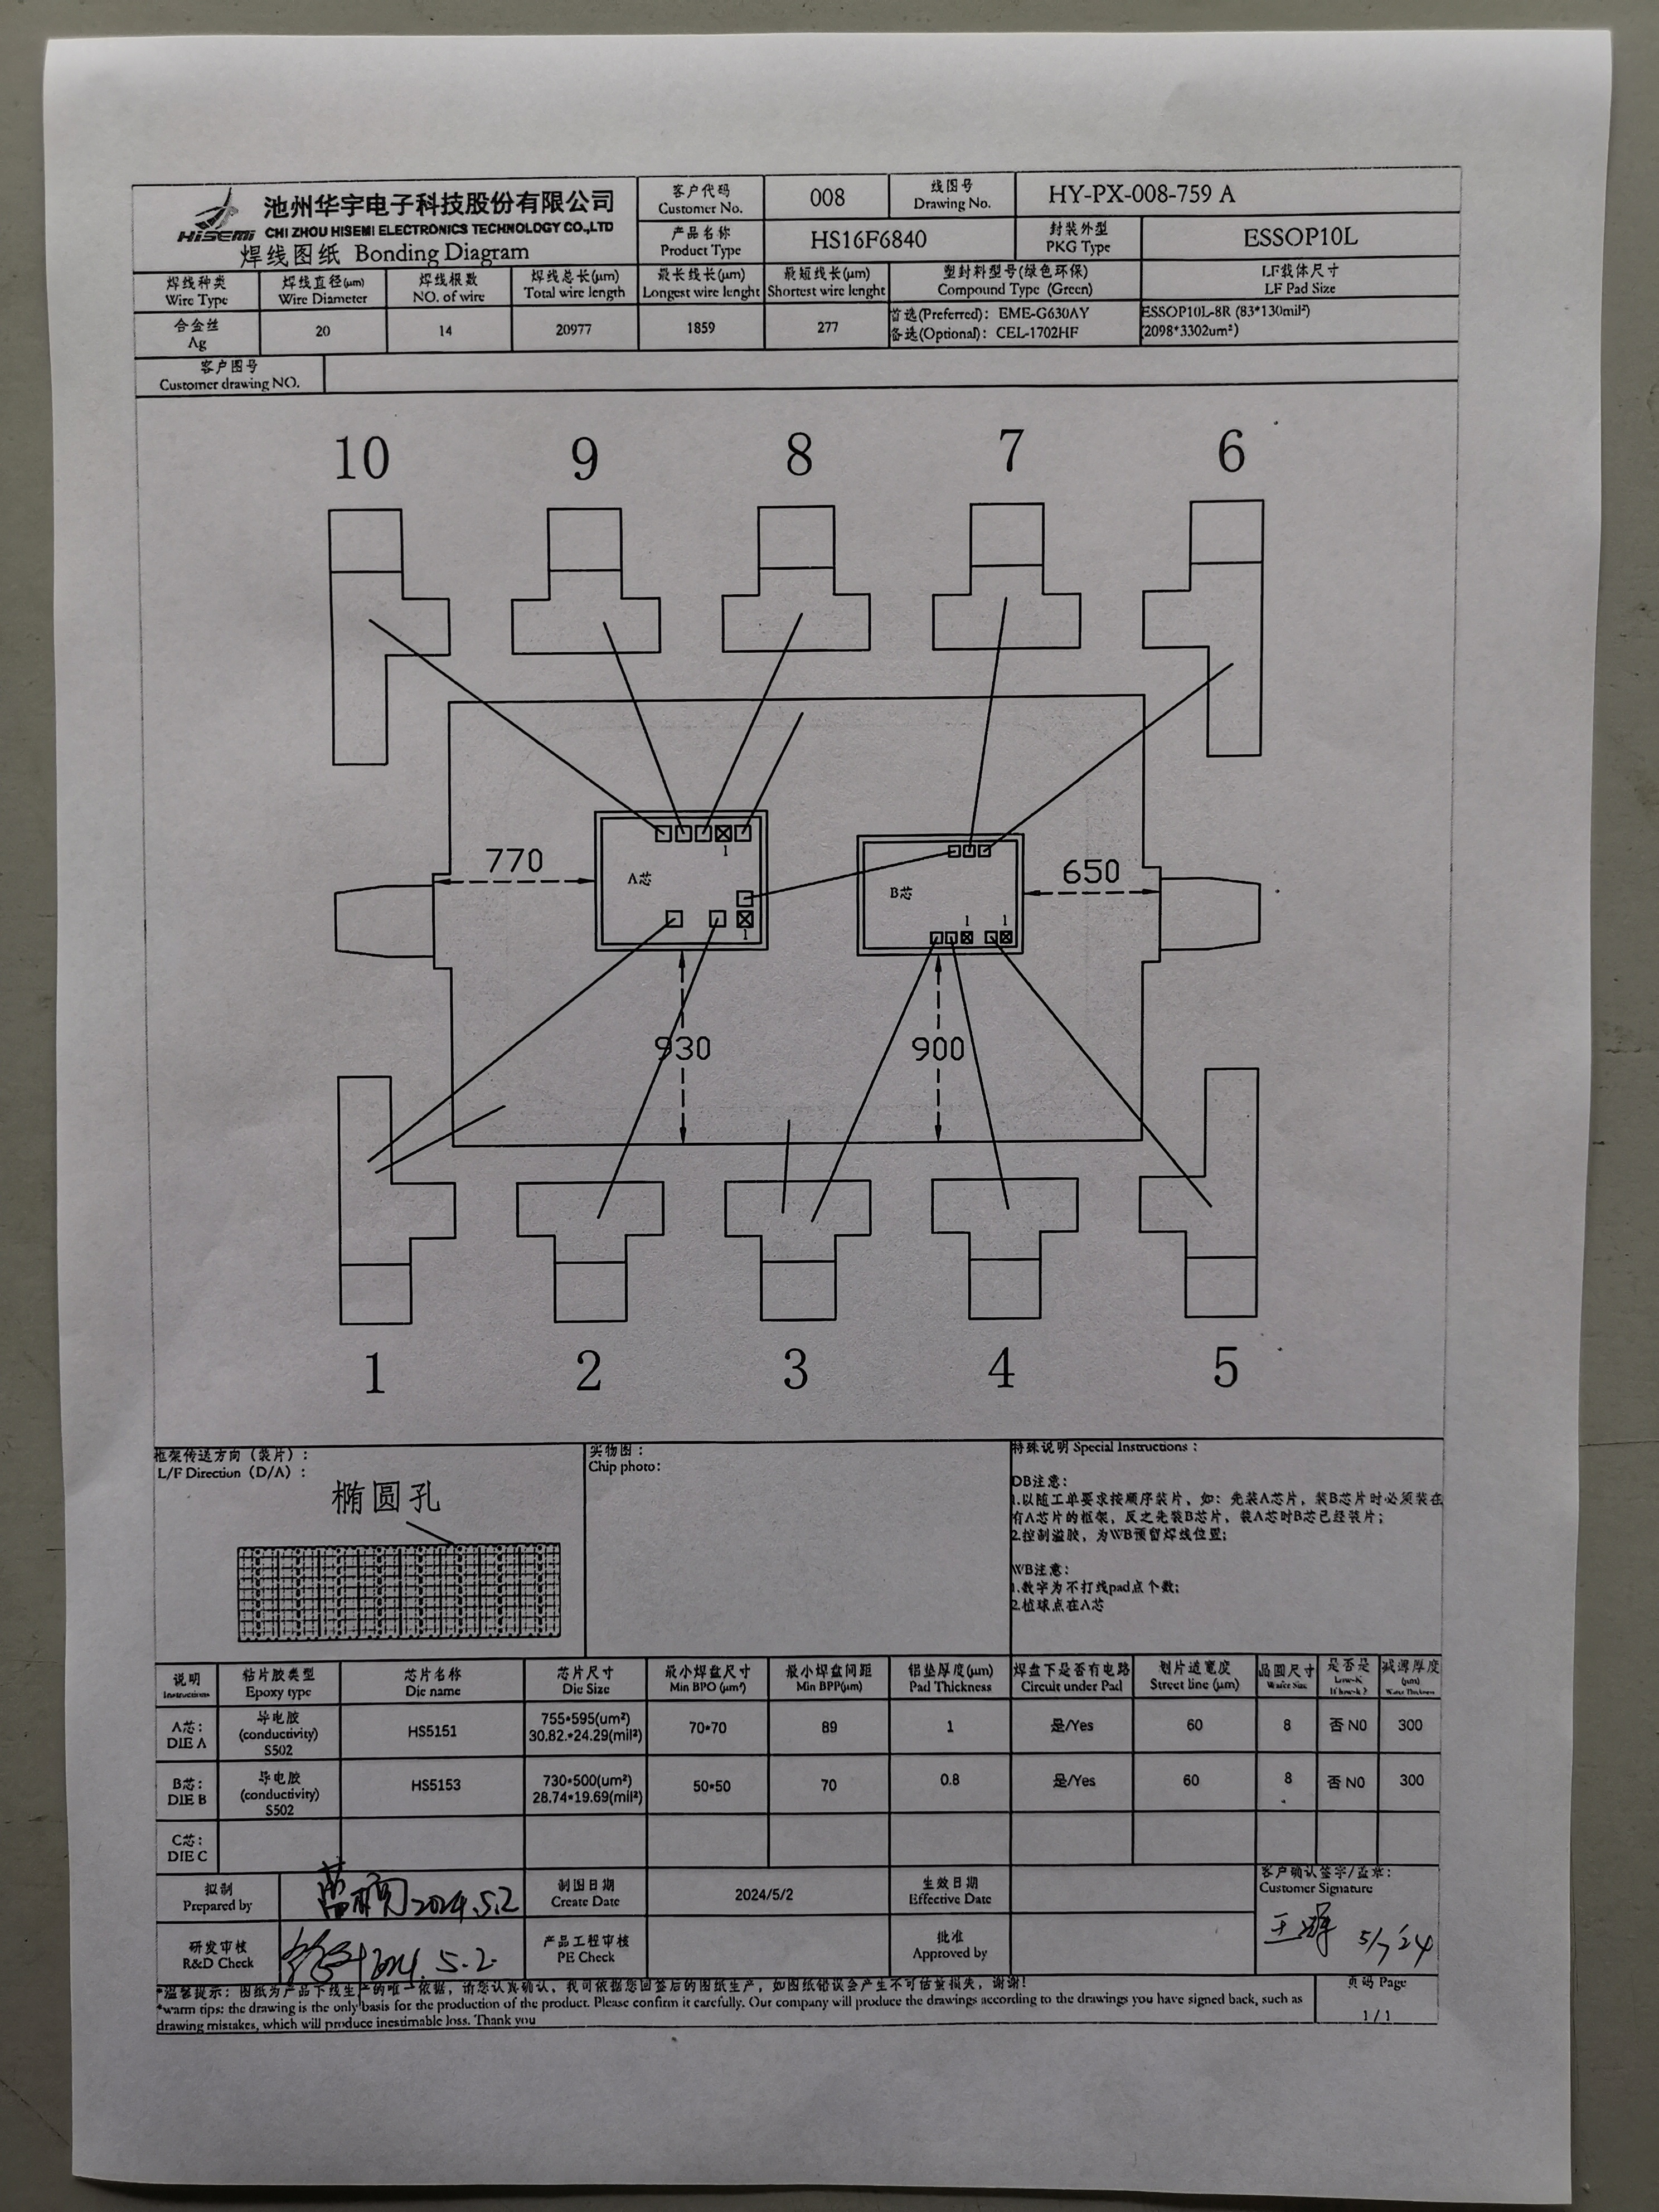 HiSEMi
池州华宇电子科技股份有限公司
CHI ZHOU HISEMI ELECTRONICS TECHNOLOGY CO.,LTD
焊线图纸 Bonding Diagram
客户代码
Customer No.
008
线图号
Drawing No.
HY-PX-008-759 A
产品名称
Product Type
HS16F6840
封装外型
PKG Type
ESSOP10L
焊线种类
Wire Type
焊线直径(μm)
Wire Diameter
焊线根数
NO. of wire
焊线总长(μm)
Total wire length
最长线长(μm)
Longest wire lenght
最短线长(μm)
Shortest wire lenght
塑封料型号(绿色环保)
Compound Type (Green)
LF载体尺寸
LF Pad Size
合金丝
Ag
20
14
20977
1859
277
首选(Preferred): EME-G630AY
备选(Optional): CEL-1702HF
ESSOP10L-8R (83*130mil²)
(2098*3302um²)
客户图号
Customer drawing NO.
10 9 8 7 6
1
770
A芯
650
B芯
1
1 1
930
900
1 2 3 4 5
框架传送方向（装片）:
L/F Direction（D/A）:
椭圆孔
实物图:
Chip photo:
特殊说明 Special Instructions :
DB注意:
1.以随工单要求按顺序装片，如: 先装A芯片，装B芯片时必须装在
有A芯片的框架，反之先装B芯片，装A芯时B芯已经装片;
2.控制溢胶，为WB预留焊线位置;
WB注意:
1.数字为不打线pad点个数;
2.植球点在A芯
说明
Instructions
粘片胶类型
Epoxy type
芯片名称
Die name
芯片尺寸
Die Size
最小焊盘尺寸
Min BPO (μm²)
最小焊盘间距
Min BPP(μm)
铝垫厚度(μm)
Pad Thickness
焊盘下是否有电路
Circuit under Pad
划片道宽度
Street line (μm)
晶圆尺寸
Wafer Size
是否是
Low-K
If low-k ?
减薄厚度
(μm)
Wafer Thickness
A芯:
DIE A
导电胶
(conductivity)
S502
HS5151
755*595(um²)
30.82.*24.29(mil²)
70*70
89
1
是/Yes
60
8
否 NO
300
B芯:
DIE B
导电胶
(conductivity)
S502
HS5153
730*500(um²)
28.74*19.69(mil²)
50*50
70
0.8
是/Yes
60
8
否 NO
300
C芯:
DIE C
拟制
Prepared by
2024.5.2
制图日期
Create Date
2024/5/2
生效日期
Effective Date
客户确认签字/盖章:
Customer Signature
研发审核
R&D Check
2024.5.2.
产品工程审核
PE Check
批准
Approved by
*温馨提示: 图纸为产品下线生产的唯一依据，请您认真确认，我司依据您回签后的图纸生产，如图纸错误会产生不可估量损失，谢谢!
*warm tips: the drawing is the only basis for the production of the product. Please confirm it carefully. Our company will produce the drawings according to the drawings you have signed back, such as
drawing mistakes, which will produce inestimable loss. Thank you
页码 Page
1 / 1